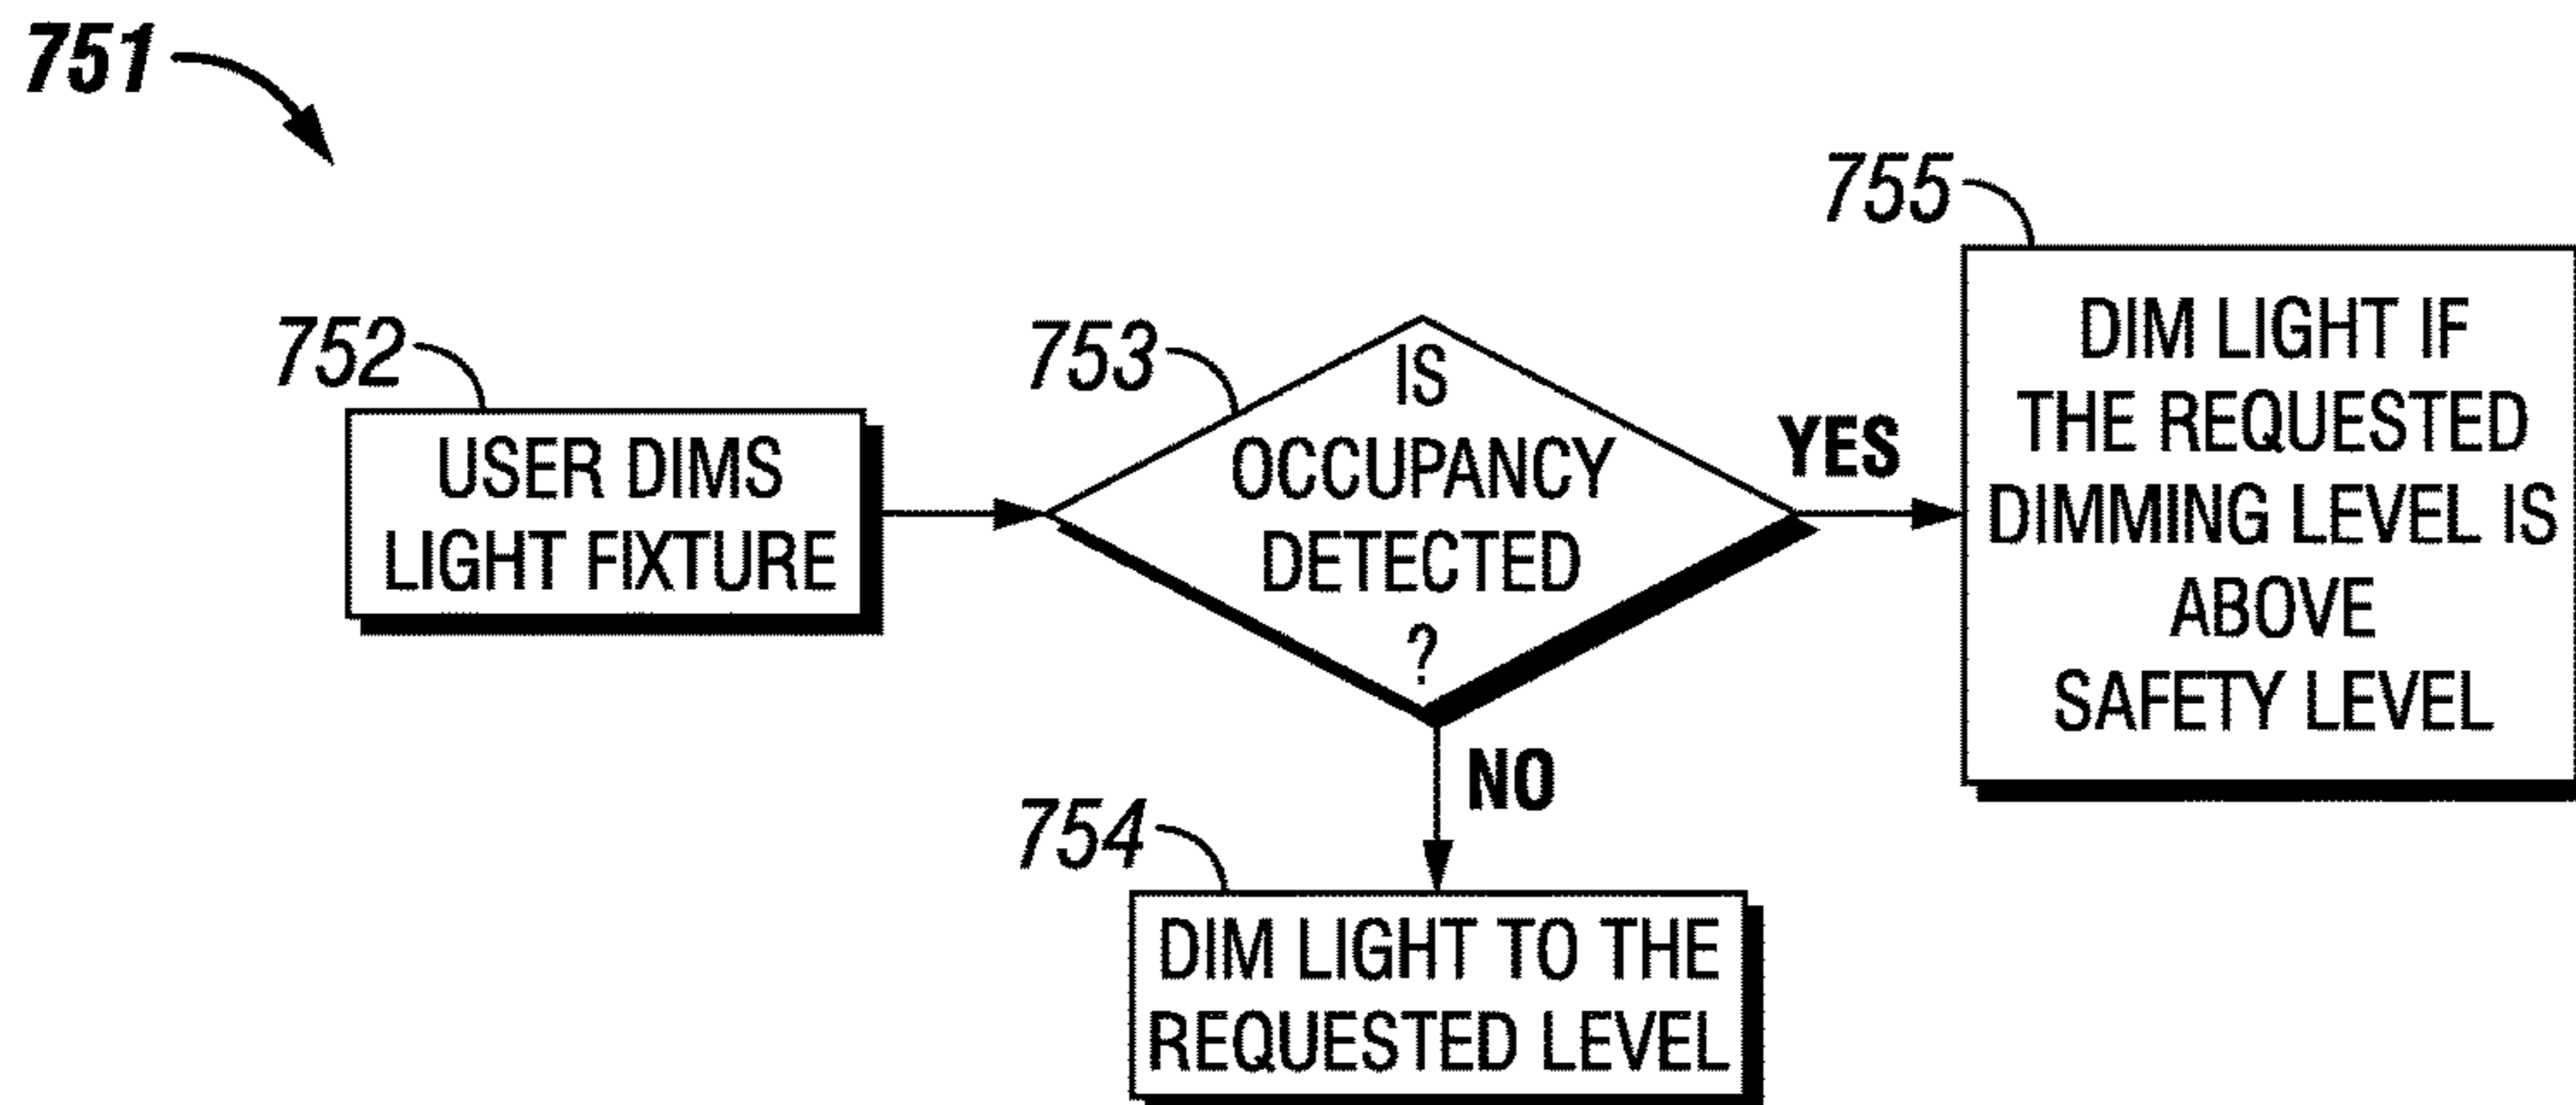 751
752
USER DIMS
LIGHT FIXTURE
753
IS
OCCUPANCY
DETECTED
?
YES
755
DIM LIGHT IF
THE REQUESTED
DIMMING LEVEL IS
ABOVE
SAFETY LEVEL
NO
754
DIM LIGHT TO THE
REQUESTED LEVEL